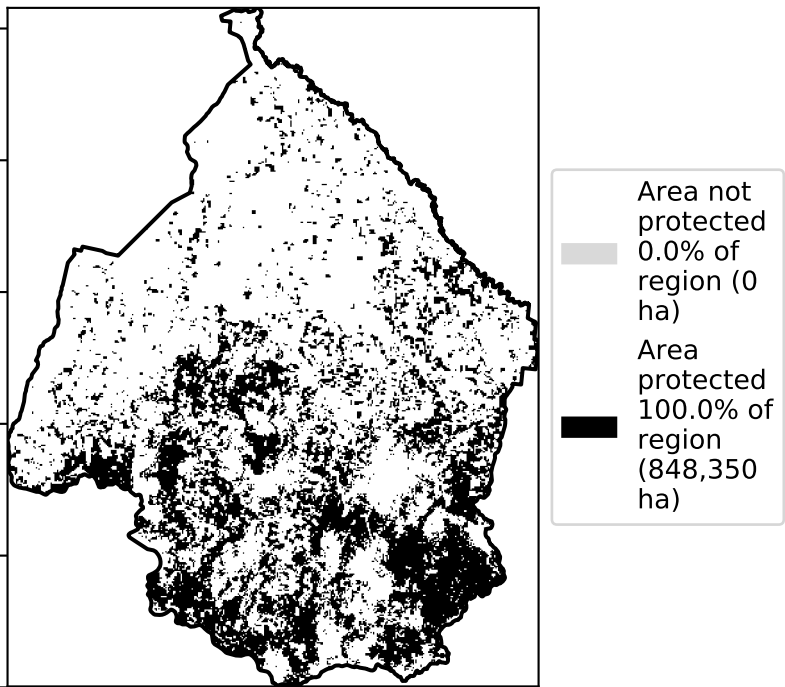 Area not
protected
0.0% of
region (0
ha)
Area
protected
100.0% of
region
(848,350
ha)